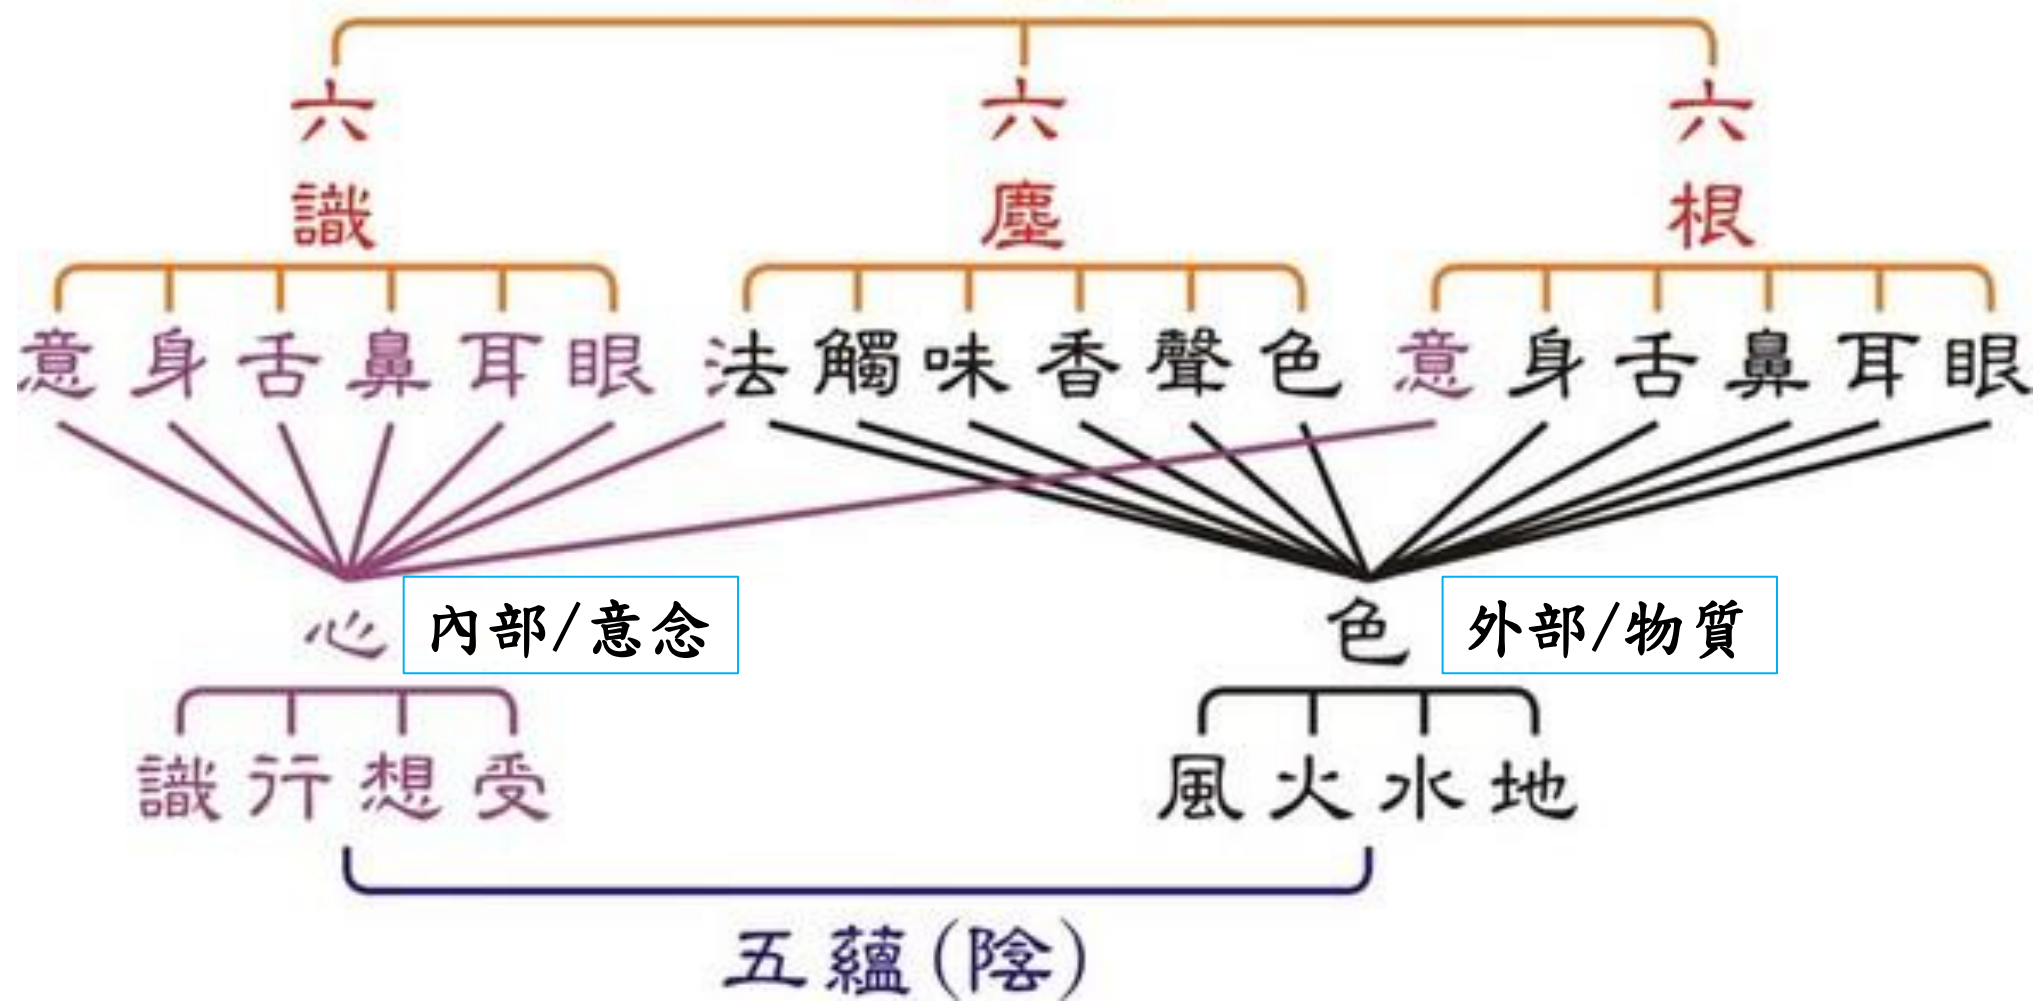 六 六 六
識 塵 根
意 身 舌 鼻 耳 眼 法 觸 味 香 聲 色 意 身 舌 鼻 耳 眼
心 內部/意念 色 外部/物質
識 行 想 受 風 火 水 地
五蘊(陰)